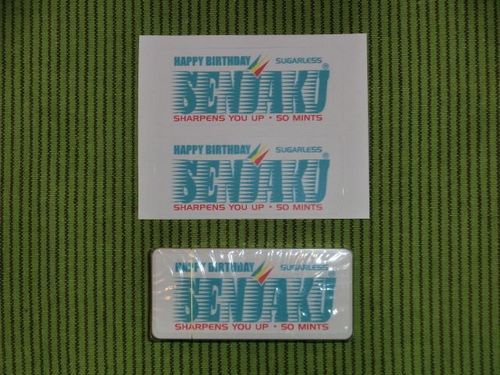 HAPPY BIRTHDAY SUGARLESS
SENJAKU®
SHARPENS YOU UP • 50 MINTS
HAPPY BIRTHDAY SUGARLESS
SENJAKU®
SHARPENS YOU UP • 50 MINTS
HAPPY BIRTHDAY SUGARLESS
SENJAKU
SHARPENS YOU UP • 50 MINTS